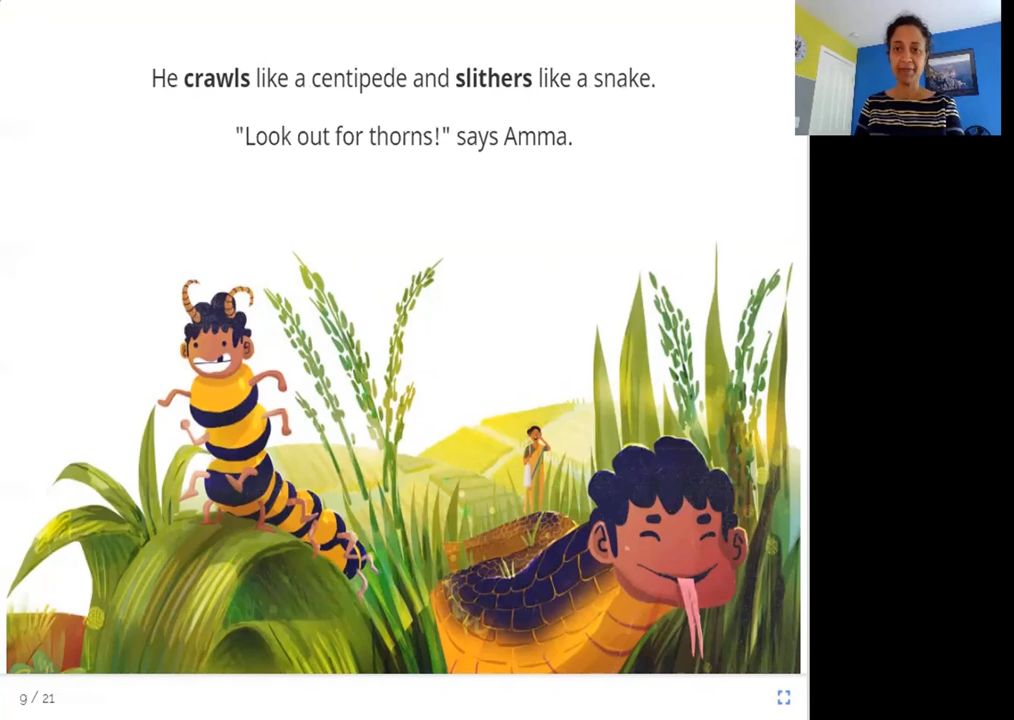 He crawls like a centipede and slithers like a snake.
"Look out for thorns!" says Amma.
9 / 21